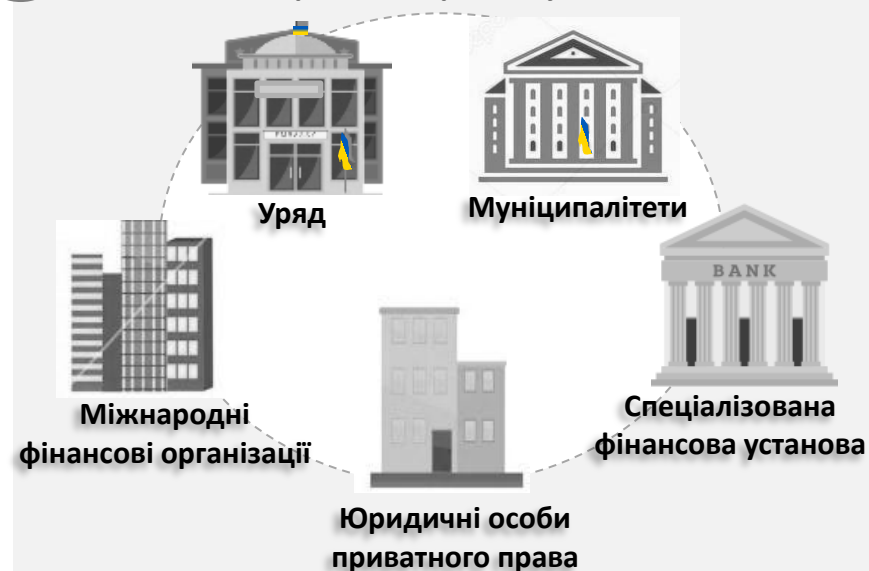 Уряд
Муніципалітети
BANK
Міжнародні
фінансові організації
Спеціалізована
фінансова установа
Юридичні особи
приватного права